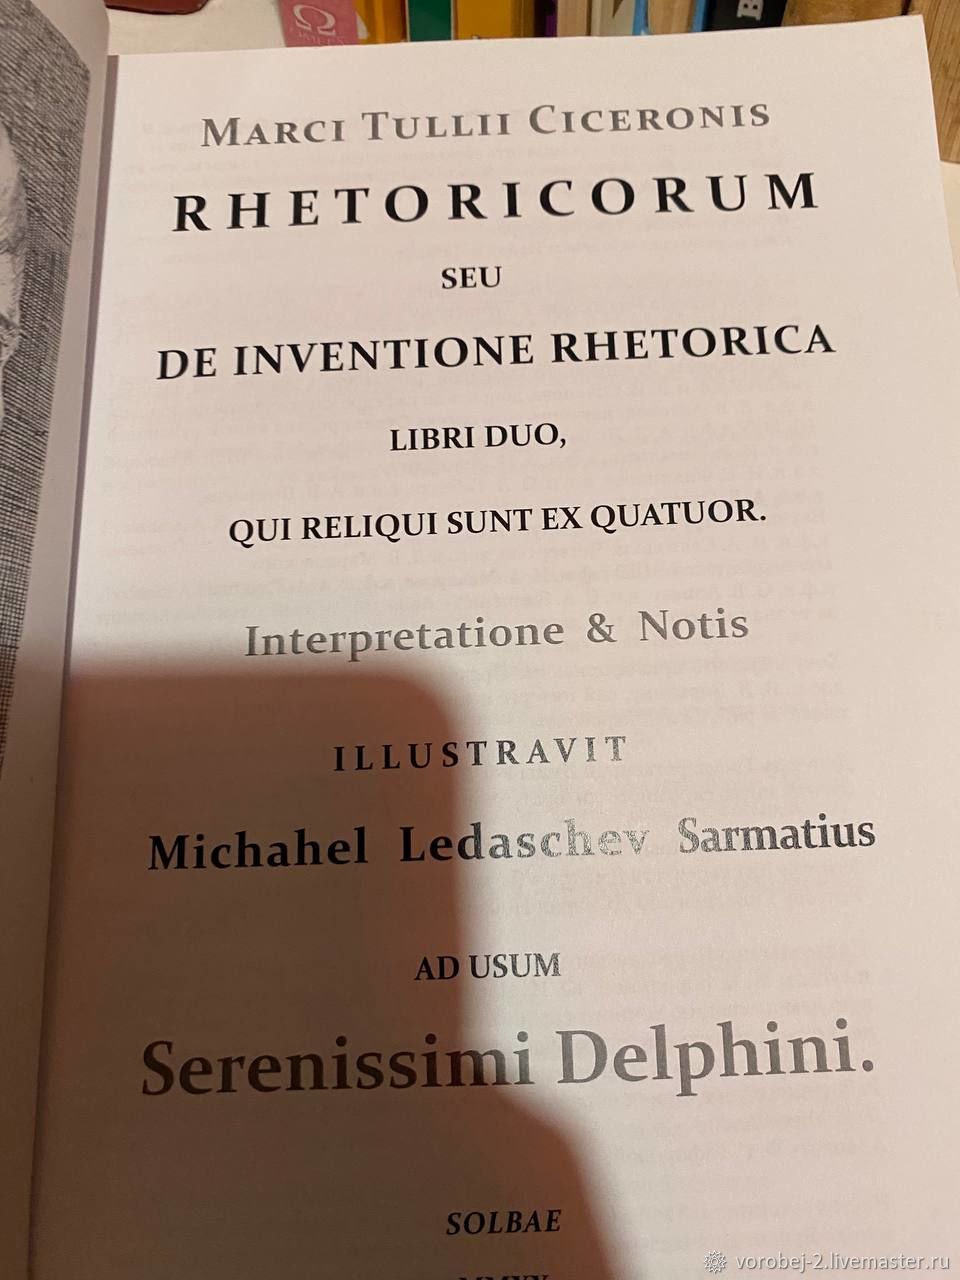 MARCI TULLII CICERONIS
RHETORICORUM
SEU
DE INVENTIONE RHETORICA
LIBRI DUO,
QUI RELIQUI SUNT EX QUATUOR.
Interpretatione & Notis
ILLUSTRAVIT
Michahel Ledaschev Sarmatius
AD USUM
Serenissimi Delphini.
SOLBAE
vorobej-2.livemaster.ru